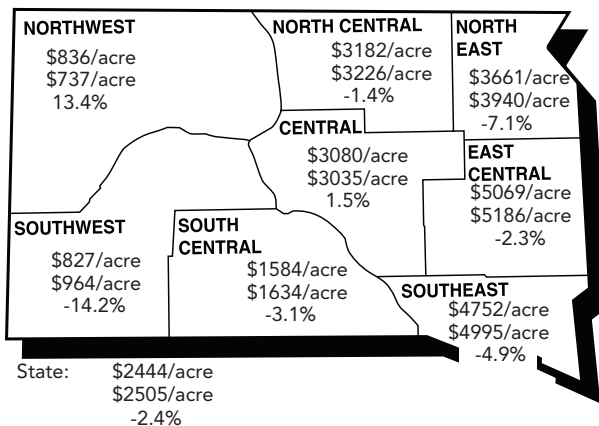 NORTHWEST
$836/acre
$737/acre
13.4%
NORTH CENTRAL
$3182/acre
$3226/acre
-1.4%
NORTH
EAST
$3661/acre
$3940/acre
-7.1%
CENTRAL
$3080/acre
$3035/acre
1.5%
EAST
CENTRAL
$5069/acre
$5186/acre
-2.3%
SOUTHWEST
$827/acre
$964/acre
-14.2%
SOUTH
CENTRAL
$1584/acre
$1634/acre
-3.1%
SOUTHEAST
$4752/acre
$4995/acre
-4.9%
State: $2444/acre
$2505/acre
-2.4%